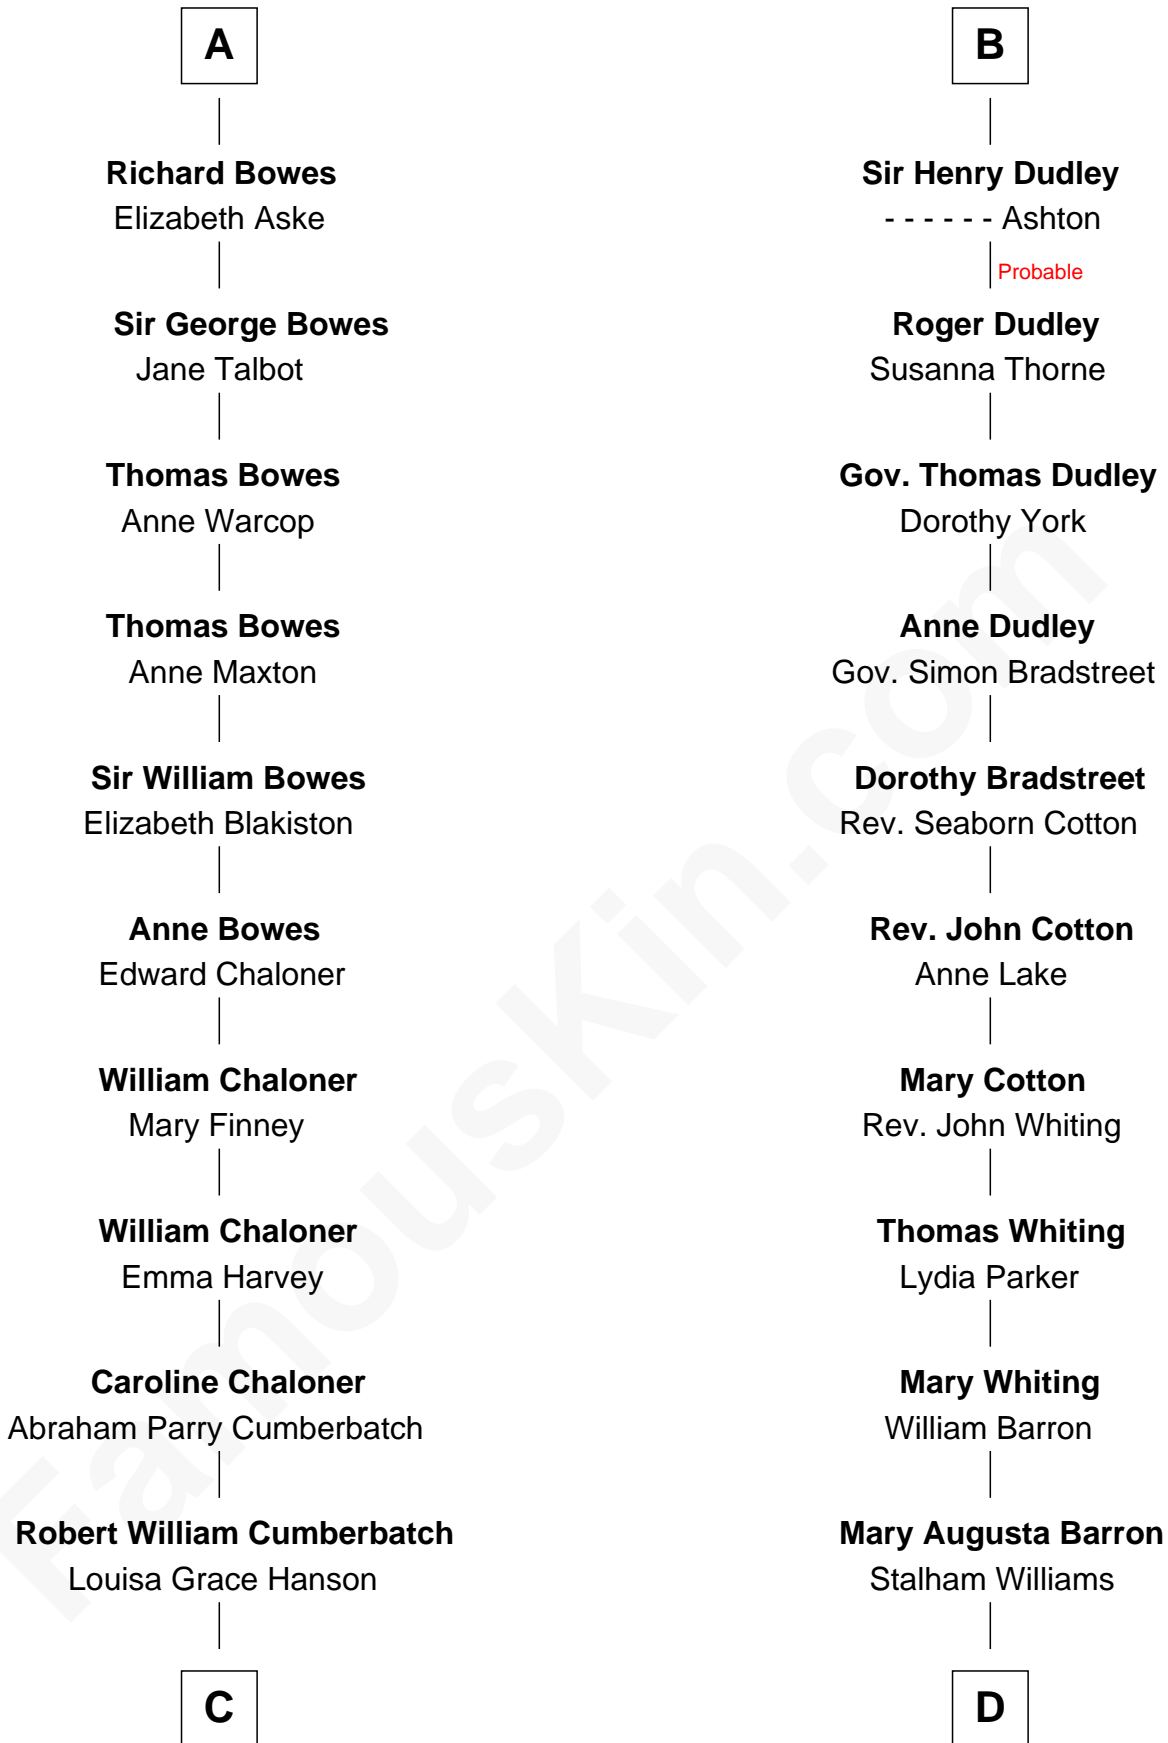 A
Richard Bowes
Elizabeth Aske
Sir George Bowes
Jane Talbot
Thomas Bowes
Anne Warcop
Thomas Bowes
Anne Maxton
Sir William Bowes
Elizabeth Blakiston
Anne Bowes
Edward Chaloner
William Chaloner
Mary Finney
William Chaloner
Emma Harvey
Caroline Chaloner
Abraham Parry Cumberbatch
Robert William Cumberbatch
Louisa Grace Hanson
C
B
Sir Henry Dudley
- - - - - - Ashton
Probable
Roger Dudley
Susanna Thorne
Gov. Thomas Dudley
Dorothy York
Anne Dudley
Gov. Simon Bradstreet
Dorothy Bradstreet
Rev. Seaborn Cotton
Rev. John Cotton
Anne Lake
Mary Cotton
Rev. John Whiting
Thomas Whiting
Lydia Parker
Mary Whiting
William Barron
Mary Augusta Barron
Stalham Williams
D
FamousKin.com